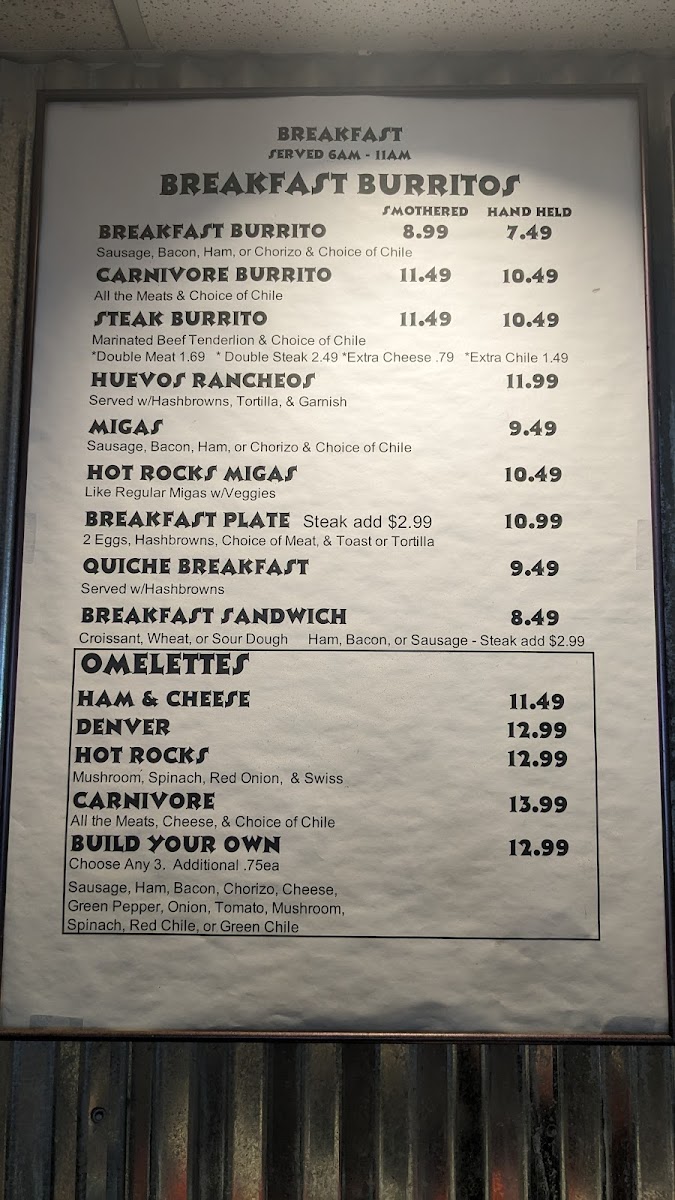 BREAKFAST
SERVED 6AM - 11AM
BREAKFAST BURRITOS
SMOTHERED HAND HELD
BREAKFAST BURRITO 8.99 7.49
Sausage, Bacon, Ham, or Chorizo & Choice of Chile
CARNIVORE BURRITO 11.49 10.49
All the Meats & Choice of Chile
STEAK BURRITO 11.49 10.49
Marinated Beef Tenderlion & Choice of Chile
*Double Meat 1.69 * Double Steak 2.49 *Extra Cheese .79 *Extra Chile 1.49
HUEVOS RANCHEOS 11.99
Served w/Hashbrowns, Tortilla, & Garnish
MIGAS 9.49
Sausage, Bacon, Ham, or Chorizo & Choice of Chile
HOT ROCKS MIGAS 10.49
Like Regular Migas w/Veggies
BREAKFAST PLATE Steak add $2.99 10.99
2 Eggs, Hashbrowns, Choice of Meat, & Toast or Tortilla
QUICHE BREAKFAST 9.49
Served w/Hashbrowns
BREAKFAST SANDWICH 8.49
Croissant, Wheat, or Sour Dough Ham, Bacon, or Sausage - Steak add $2.99
OMELETTES
HAM & CHEESE 11.49
DENVER 12.99
HOT ROCKS 12.99
Mushroom, Spinach, Red Onion, & Swiss
CARNIVORE 13.99
All the Meats, Cheese, & Choice of Chile
BUILD YOUR OWN 12.99
Choose Any 3. Additional .75ea
Sausage, Ham, Bacon, Chorizo, Cheese,
Green Pepper, Onion, Tomato, Mushroom,
Spinach, Red Chile, or Green Chile